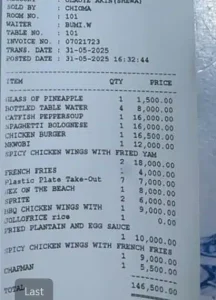 SOLD BY : CHIOMA
ROOM NO. : 101
WAITER : BUMI.W
TABLE NO. : 101
INVOICE NO. : 07021723
TRANS. DATE : 31-05-2025
POSTED DATE : 31-05-2025 16:32:44
ITEM QTY PRICE
GLASS OF PINEAPPLE 1 1,500.00
BOTTLED TABLE WATER 4 8,000.00
CATFISH PEPPERSOUP 1 16,000.00
SPAGHETTI BOLOGNESE 1 16,000.00
CHICKEN BURGER 1 16,500.00
NKWOBI 1 12,000.00
SPICY CHICKEN WINGS WITH FRIED YAM
2 18,000.00
FRENCH FRIES 1 4,000.00
Plastic Plate Take-Out 7 7,000.00
SEX ON THE BEACH 1 8,000.00
SPRITE 2 6,000.00
BBQ CHICKEN WINGS WITH 1 9,000.00
JOLLOFRICE rice 1 0.00
FRIED PLANTAIN AND EGG SAUCE
1 10,000.00
SPICY CHICKEN WINGS WITH FRENCH FRIES
1 9,000.00
CHAPMAN 1 5,500.00
TOTAL 146,500.00
Last